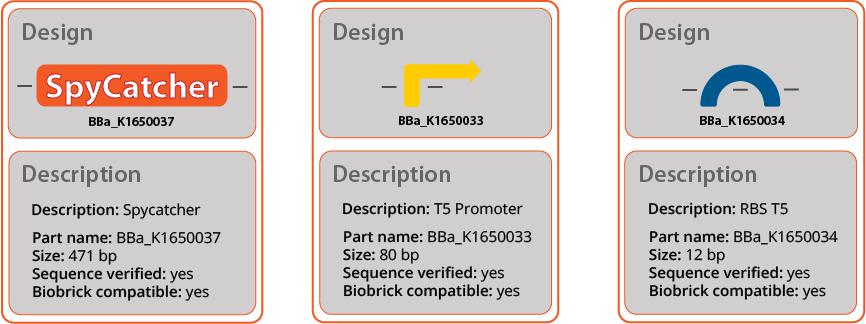 Design
SpyCatcher
BBa_K1650037
Description
Description: Spycatcher
Part name: BBa_K1650037
Size: 471 bp
Sequence verified: yes
Biobrick compatible: yes
Design
BBa_K1650033
Description
Description: T5 Promoter
Part name: BBa_K1650033
Size: 80 bp
Sequence verified: yes
Biobrick compatible: yes
Design
BBa_K1650034
Description
Description: RBS T5
Part name: BBa_K1650034
Size: 12 bp
Sequence verified: yes
Biobrick compatible: yes